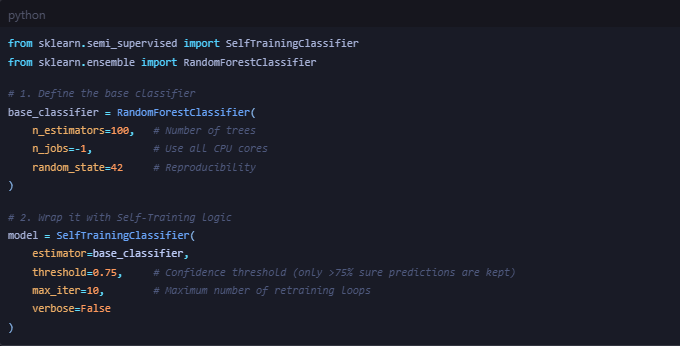 python
from sklearn.semi_supervised import SelfTrainingClassifier
from sklearn.ensemble import RandomForestClassifier
# 1. Define the base classifier
base_classifier = RandomForestClassifier(
    n_estimators=100,   # Number of trees
    n_jobs=-1,          # Use all CPU cores
    random_state=42     # Reproducibility
)
# 2. Wrap it with Self-Training Logic
model = SelfTrainingClassifier(
    estimator=base_classifier,
    threshold=0.75,     # Confidence threshold (only >75% sure predictions are kept)
    max_iter=10,        # Maximum number of retraining loops
    verbose=False
)